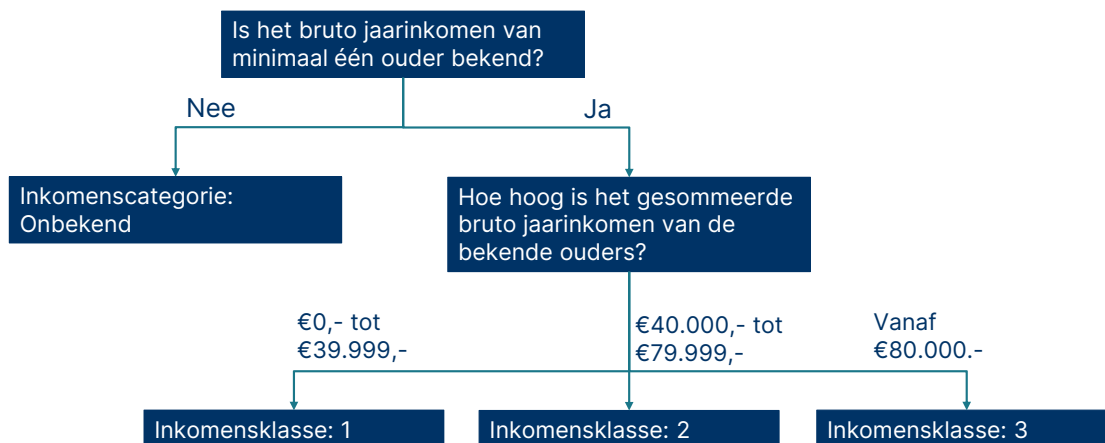 Is het bruto jaarinkomen van
minimaal één ouder bekend?
Nee
Ja
Inkomenscategorie:
Onbekend
Hoe hoog is het gesommeerde
bruto jaarinkomen van de
bekende ouders?
€0,- tot
€39.999,-
€40.000,- tot
€79.999,-
Vanaf
€80.000.-
Inkomensklasse: 1
Inkomensklasse: 2
Inkomensklasse: 3